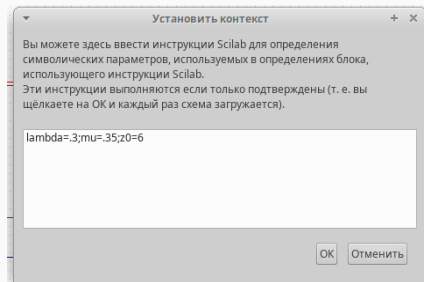 Установить контекст
Вы можете здесь ввести инструкции Scilab для определения
символических параметров, используемых в определениях блока,
использующего инструкции Scilab.
Эти инструкции выполняются если только подтверждены (т. е. вы
щёлкаете на ОК и каждый раз схема загружается).
lambda=.3;mu=.35;z0=6
ОК
Отменить